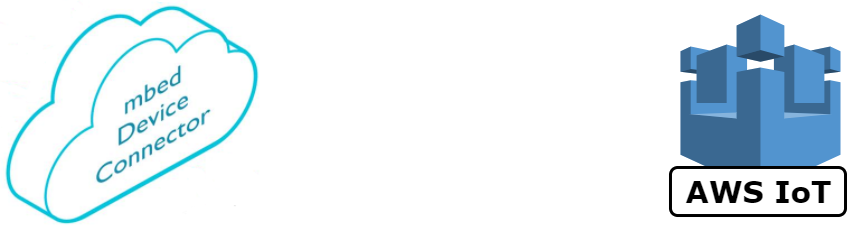 mbed
Device
Connector
AWS IoT